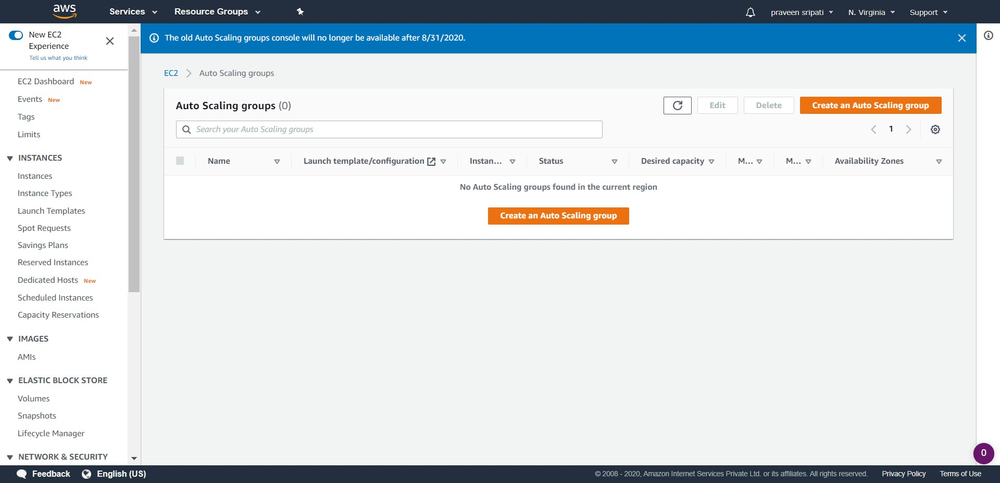 aws Services Resource Groups praveen sripati N. Virginia Support
New EC2
Experience
Tell us what you think
The old Auto Scaling groups console will no longer be available after 8/31/2020.
EC2 Dashboard New
Events New
Tags
Limits
INSTANCES
Instances
Instance Types
Launch Templates
Spot Requests
Savings Plans
Reserved Instances
Dedicated Hosts New
Scheduled Instances
Capacity Reservations
IMAGES
AMIs
ELASTIC BLOCK STORE
Volumes
Snapshots
Lifecycle Manager
NETWORK & SECURITY
EC2 > Auto Scaling groups
Auto Scaling groups (0)
Edit Delete Create an Auto Scaling group
Search your Auto Scaling groups
1
Name Launch template/configuration Instan... Status Desired capacity M... M... Availability Zones
No Auto Scaling groups found in the current region
Create an Auto Scaling group
0
Feedback English (US) © 2008 - 2020, Amazon Internet Services Private Ltd. or its affiliates. All rights reserved. Privacy Policy Terms of Use